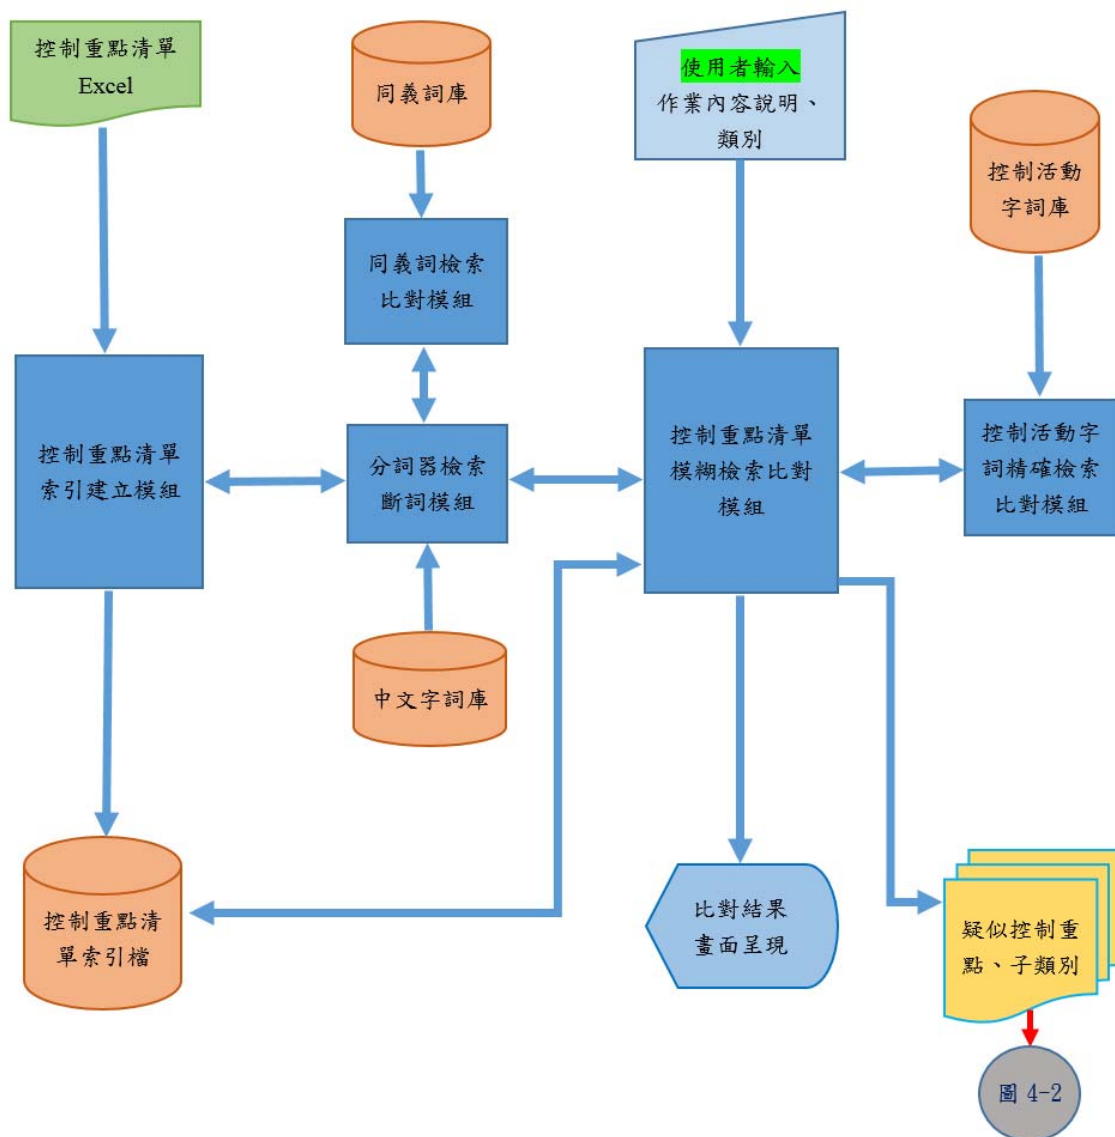 控制重點清單
Excel
同義詞庫
使用者輸入
作業內容說明、
類別
控制活動
字詞庫
同義詞檢索
比對模組
控制重點清單
索引建立模組
分詞器檢索
斷詞模組
控制重點清單
模糊檢索比對
模組
控制活動字
詞精確檢索
比對模組
中文字詞庫
控制重點清
單索引檔
比對結果
畫面呈現
疑似控制重
點、子類別
圖 4-2